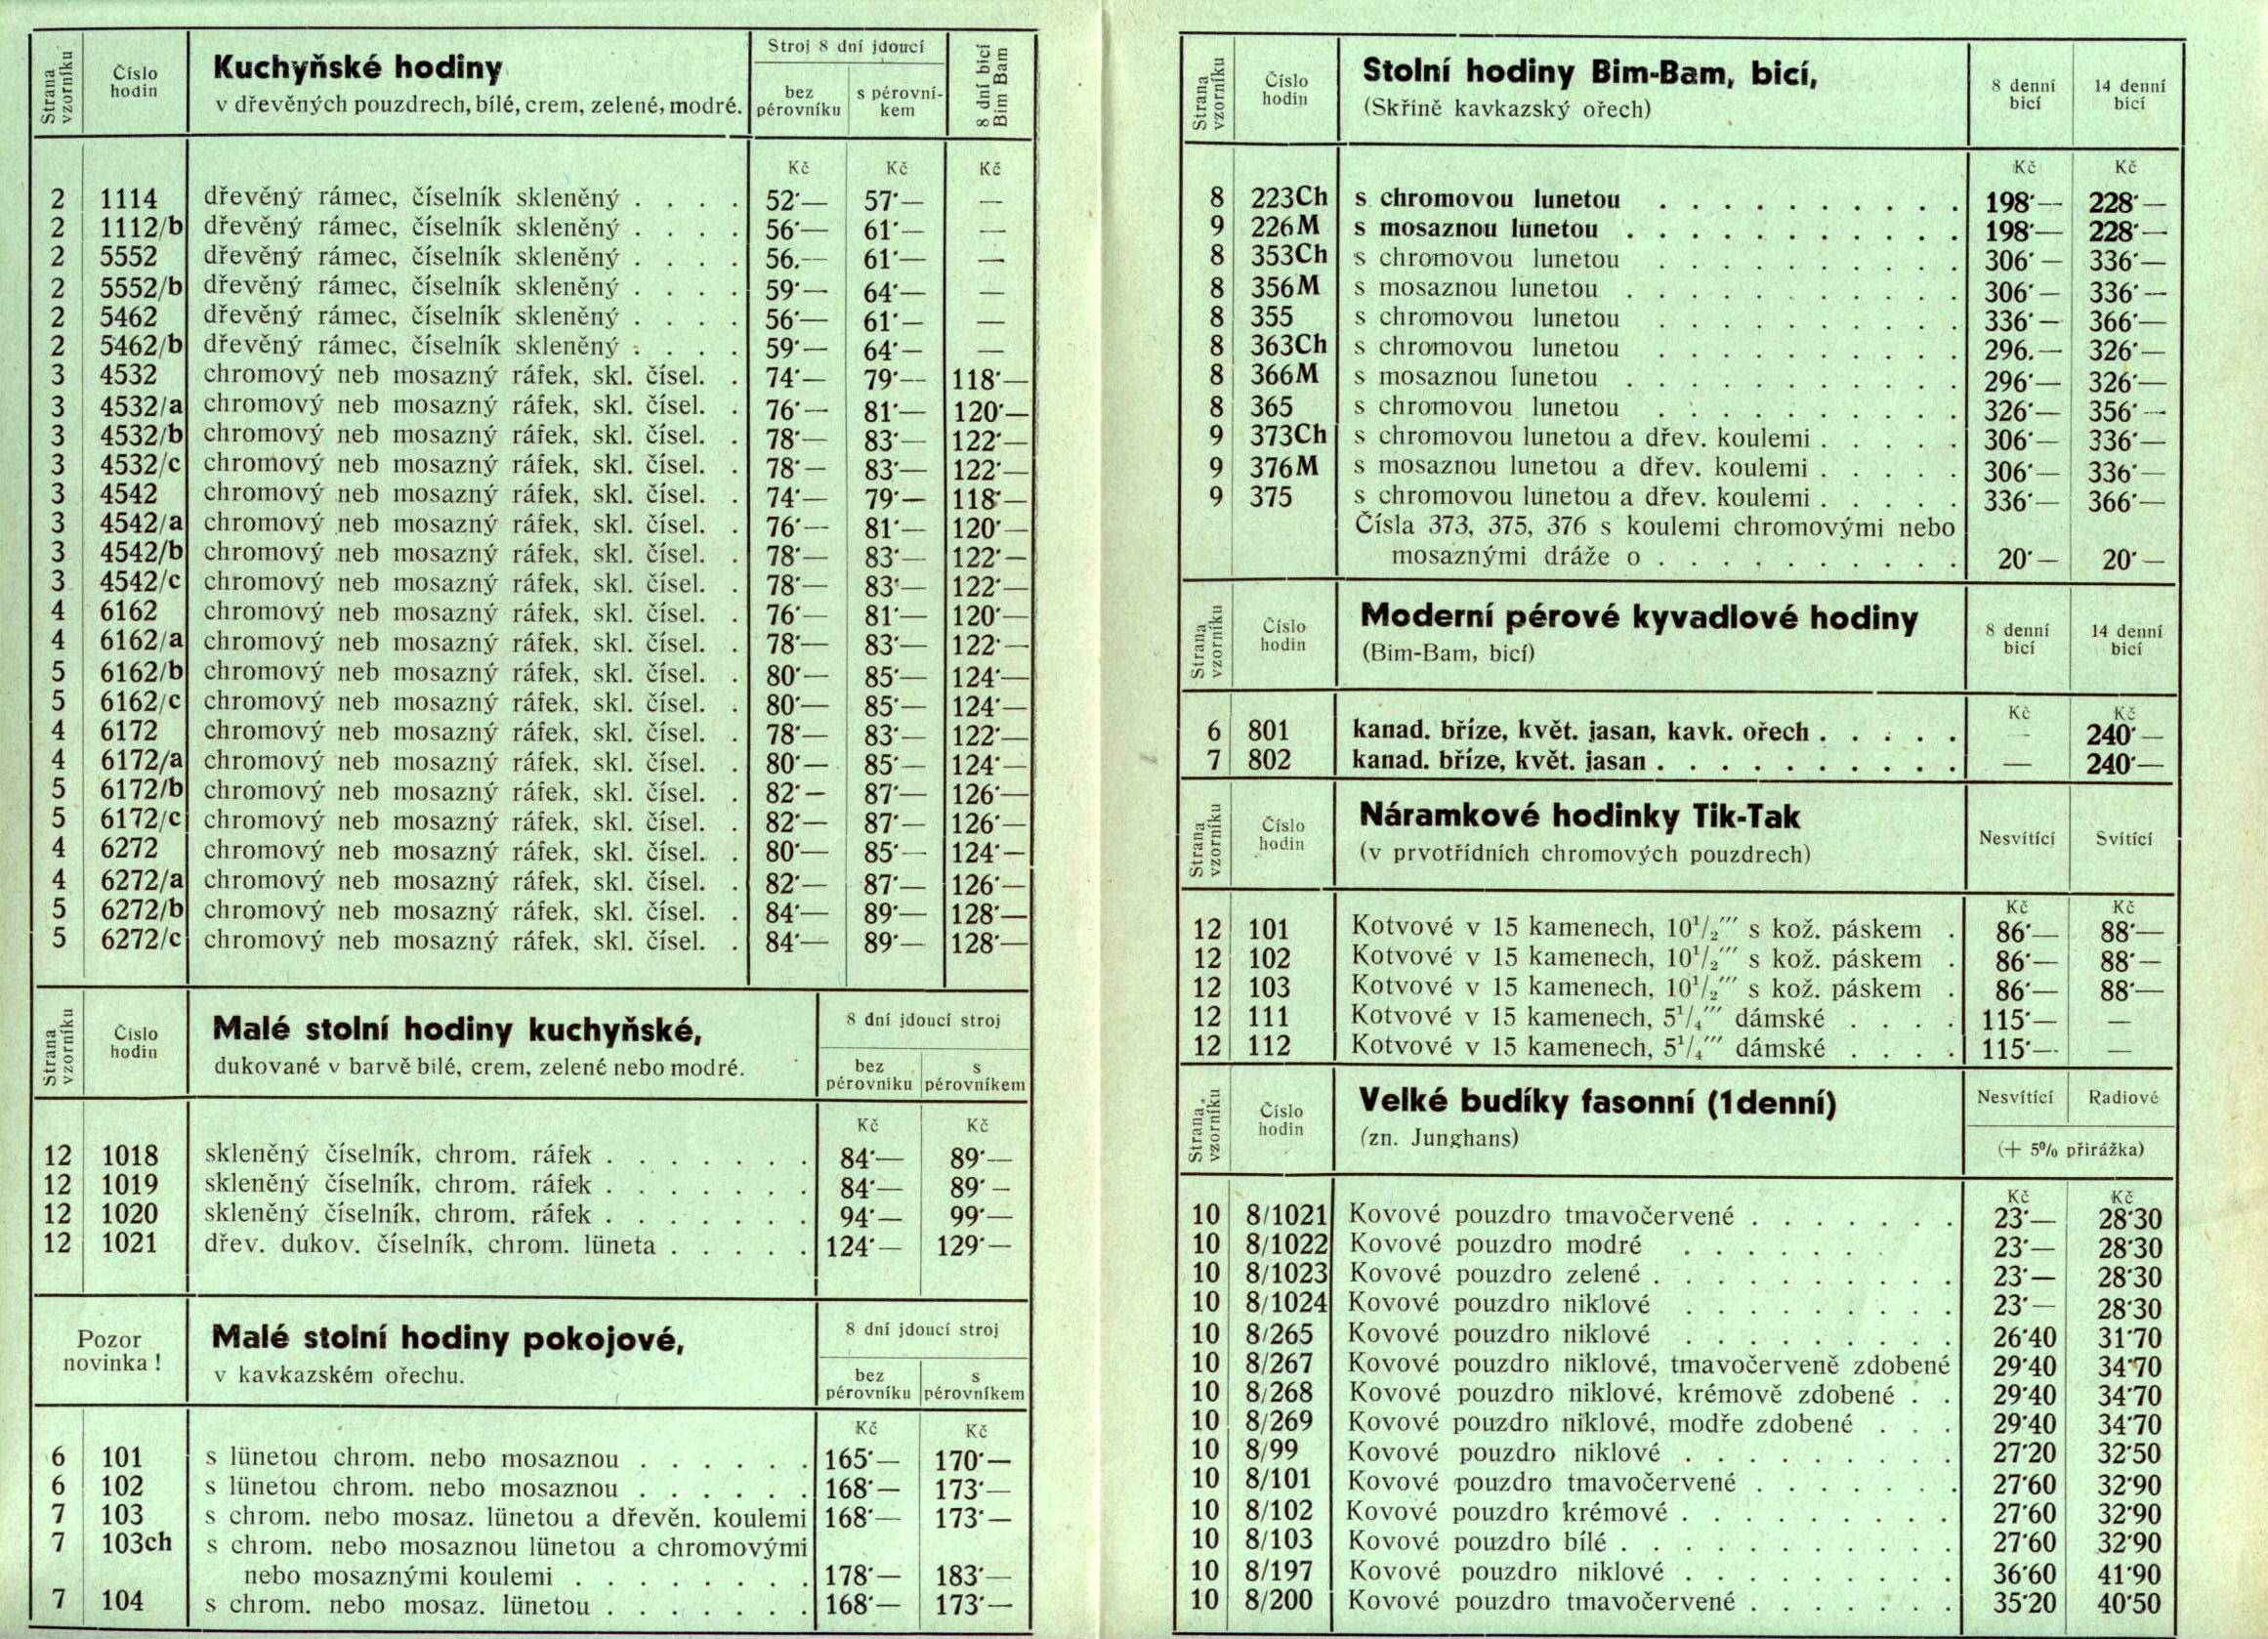 Strana vzorníku
Číslo hodin
Kuchyňské hodiny
v dřevěných pouzdrech, bílé, crem, zelené, modré.
Stroj 8 dní jdoucí
bez pérovníku
s pérovní-kem
8 dní bicí Bim Bam
Kč Kč Kč
2 1114 dřevěný rámec, číselník skleněný . . . . 52·— 57·— —
2 1112/b dřevěný rámec, číselník skleněný . . . . 56·— 61·— —
2 5552 dřevěný rámec, číselník skleněný . . . . 56.— 61·— —
2 5552/b dřevěný rámec, číselník skleněný . . . . 59·— 64·— —
2 5462 dřevěný rámec, číselník skleněný . . . . 56·— 61·— —
2 5462/b dřevěný rámec, číselník skleněný . . . . 59·— 64·— —
3 4532 chromový neb mosazný ráfek, skl. čísel. . 74·— 79·— 118·—
3 4532/a chromový neb mosazný ráfek, skl. čísel. . 76·— 81·— 120·—
3 4532/b chromový neb mosazný ráfek, skl. čísel. . 78·— 83·— 122·—
3 4532/c chromový neb mosazný ráfek, skl. čísel. . 78·— 83·— 122·—
3 4542 chromový neb mosazný ráfek, skl. čísel. . 74·— 79·— 118·—
3 4542/a chromový neb mosazný ráfek, skl. čísel. . 76·— 81·— 120·—
3 4542/b chromový neb mosazný ráfek, skl. čísel. . 78·— 83·— 122·—
3 4542/c chromový neb mosazný ráfek, skl. čísel. . 78·— 83·— 122·—
4 6162 chromový neb mosazný ráfek, skl. čísel. . 76·— 81·— 120·—
4 6162/a chromový neb mosazný ráfek, skl. čísel. . 78·— 83·— 122·—
5 6162/b chromový neb mosazný ráfek, skl. čísel. . 80·— 85·— 124·—
5 6162/c chromový neb mosazný ráfek, skl. čísel. . 80·— 85·— 124·—
4 6172 chromový neb mosazný ráfek, skl. čísel. . 78·— 83·— 122·—
4 6172/a chromový neb mosazný ráfek, skl. čísel. . 80·— 85·— 124·—
5 6172/b chromový neb mosazný ráfek, skl. čísel. . 82·— 87·— 126·—
5 6172/c chromový neb mosazný ráfek, skl. čísel. . 82·— 87·— 126·—
4 6272 chromový neb mosazný ráfek, skl. čísel. . 80·— 85·— 124·—
4 6272/a chromový neb mosazný ráfek, skl. čísel. . 82·— 87·— 126·—
5 6272/b chromový neb mosazný ráfek, skl. čísel. . 84·— 89·— 128·—
5 6272/c chromový neb mosazný ráfek, skl. čísel. . 84·— 89·— 128·—
Strana vzorníku
Číslo hodin
Malé stolní hodiny kuchyňské,
dukované v barvě bílé, crem, zelené nebo modré.
8 dní jdoucí stroj
bez pérovníku
s pérovníkem
Kč Kč
12 1018 skleněný číselník, chrom. ráfek . . . . . . . 84·— 89·—
12 1019 skleněný číselník, chrom. ráfek . . . . . . . 84·— 89·—
12 1020 skleněný číselník, chrom. ráfek . . . . . . . 94·— 99·—
12 1021 dřev. dukov. číselník, chrom. lüneta . . . . . 124·— 129·—
Pozor novinka !
Malé stolní hodiny pokojové,
v kavkazském ořechu.
8 dní jdoucí stroj
bez pérovníku
s pérovníkem
Kč Kč
6 101 s lünetou chrom. nebo mosaznou . . . . . . 165·— 170·—
6 102 s lünetou chrom. nebo mosaznou . . . . . . 168·— 173·—
7 103 s chrom. nebo mosaz. lünetou a dřevěn. koulemi 168·— 173·—
7 103ch s chrom. nebo mosaznou lünetou a chromovými
nebo mosaznými koulemi . . . . . . . . 178·— 183·—
7 104 s chrom. nebo mosaz. lünetou . . . . . . . 168·— 173·—
Strana vzorníku
Číslo hodin
Stolní hodiny Bim-Bam, bicí,
(Skříně kavkazský ořech)
8 denní bicí
14 denní bicí
Kč Kč
8 223Ch s chromovou lunetou . . . . . . . . . . 198·— 228·—
9 226M s mosaznou lünetou . . . . . . . . . . . 198·— 228·—
8 353Ch s chromovou lunetou . . . . . . . . . . 306·— 336·—
8 356M s mosaznou lunetou . . . . . . . . . . . 306·— 336·—
8 355 s chromovou lunetou . . . . . . . . . . 336·— 366·—
8 363Ch s chromovou lunetou . . . . . . . . . . 296.— 326·—
8 366M s mosaznou lunetou . . . . . . . . . . . 296·— 326·—
8 365 s chromovou lunetou . . . . . . . . . . 326·— 356·—
9 373Ch s chromovou lunetou a dřev. koulemi . . . . . 306·— 336·—
9 376M s mosaznou lunetou a dřev. koulemi . . . . . 306·— 336·—
9 375 s chromovou lünetou a dřev. koulemi . . . . . 336·— 366·—
Čísla 373, 375, 376 s koulemi chromovými nebo
mosaznými dráže o . . . . . . . . . . 20·— 20·—
Strana vzorníku
Číslo hodin
Moderní pérové kyvadlové hodiny
(Bim-Bam, bicí)
8 denní bicí
14 denní bicí
Kč Kč
6 801 kanad. bříze, květ. jasan, kavk. ořech . . . . . — 240·—
7 802 kanad. bříze, květ. jasan . . . . . . . . . . — 240·—
Strana vzorníku
Číslo hodin
Náramkové hodinky Tik-Tak
(v prvotřídních chromových pouzdrech)
Nesvítící
Svítící
Kč Kč
12 101 Kotvové v 15 kamenech, 10¹/₂''' s kož. páskem . 86·— 88·—
12 102 Kotvové v 15 kamenech, 10¹/₂''' s kož. páskem . 86·— 88·—
12 103 Kotvové v 15 kamenech, 10¹/₂''' s kož. páskem . 86·— 88·—
12 111 Kotvové v 15 kamenech, 5¹/₄''' dámské . . . . 115·— —
12 112 Kotvové v 15 kamenech, 5¹/₄''' dámské . . . . 115·— —
Strana vzorníku
Číslo hodin
Velké budíky fasonní (1denní)
(zn. Junghans)
Nesvítící
Radiové
(+ 5% přirážka)
Kč Kč
10 8/1021 Kovové pouzdro tmavočervené . . . . . . . 23·— 28·30
10 8/1022 Kovové pouzdro modré . . . . . . . 23·— 28·30
10 8/1023 Kovové pouzdro zelené . . . . . . . . . . 23·— 28·30
10 8/1024 Kovové pouzdro niklové . . . . . . . . . 23·— 28·30
10 8/265 Kovové pouzdro niklové . . . . . . . . . 26·40 31·70
10 8/267 Kovové pouzdro niklové, tmavočerveně zdobené 29·40 34·70
10 8/268 Kovové pouzdro niklové, krémově zdobené . . 29·40 34·70
10 8/269 Kovové pouzdro niklové, modře zdobené . . . 29·40 34·70
10 8/99 Kovové pouzdro niklové . . . . . . . . . 27·20 32·50
10 8/101 Kovové pouzdro tmavočervené . . . . . . . 27·60 32·90
10 8/102 Kovové pouzdro krémové . . . . . . . . . 27·60 32·90
10 8/103 Kovové pouzdro bílé . . . . . . . . . . . 27·60 32·90
10 8/197 Kovové pouzdro niklové . . . . . . . . . 36·60 41·90
10 8/200 Kovové pouzdro tmavočervené . . . . . . . 35·20 40·50